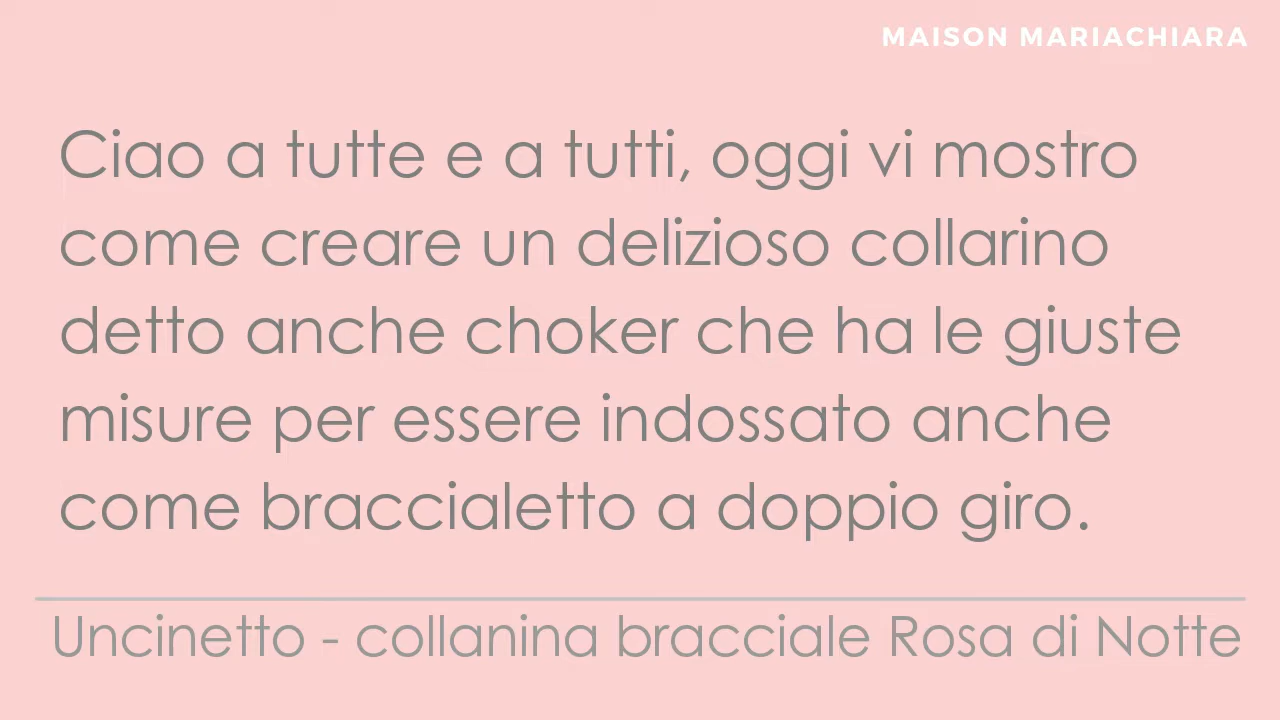 MAISON MARIACHIARA
Ciao a tutte e a tutti, oggi vi mostro
come creare un delizioso collarino
detto anche choker che ha le giuste
misure per essere indossato anche
come braccialetto a doppio giro.
Uncinetto - collanina bracciale Rosa di Notte